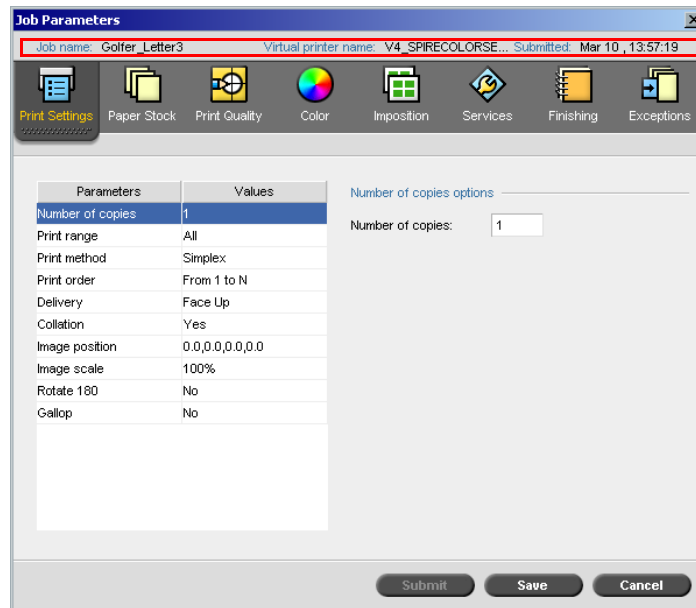 Job Parameters
Job name: Golfer_Letter3 Virtual printer name: V4_SPIRECOLORSE... Submitted: Mar 10 , 13:57:19
Print Settings Paper Stock Print Quality Color Imposition Services Finishing Exceptions
Parameters Values
Number of copies 1
Print range All
Print method Simplex
Print order From 1 to N
Delivery Face Up
Collation Yes
Image position 0.0,0.0,0.0,0.0
Image scale 100%
Rotate 180 No
Gallop No
Number of copies options
Number of copies: 1
Submit Save Cancel